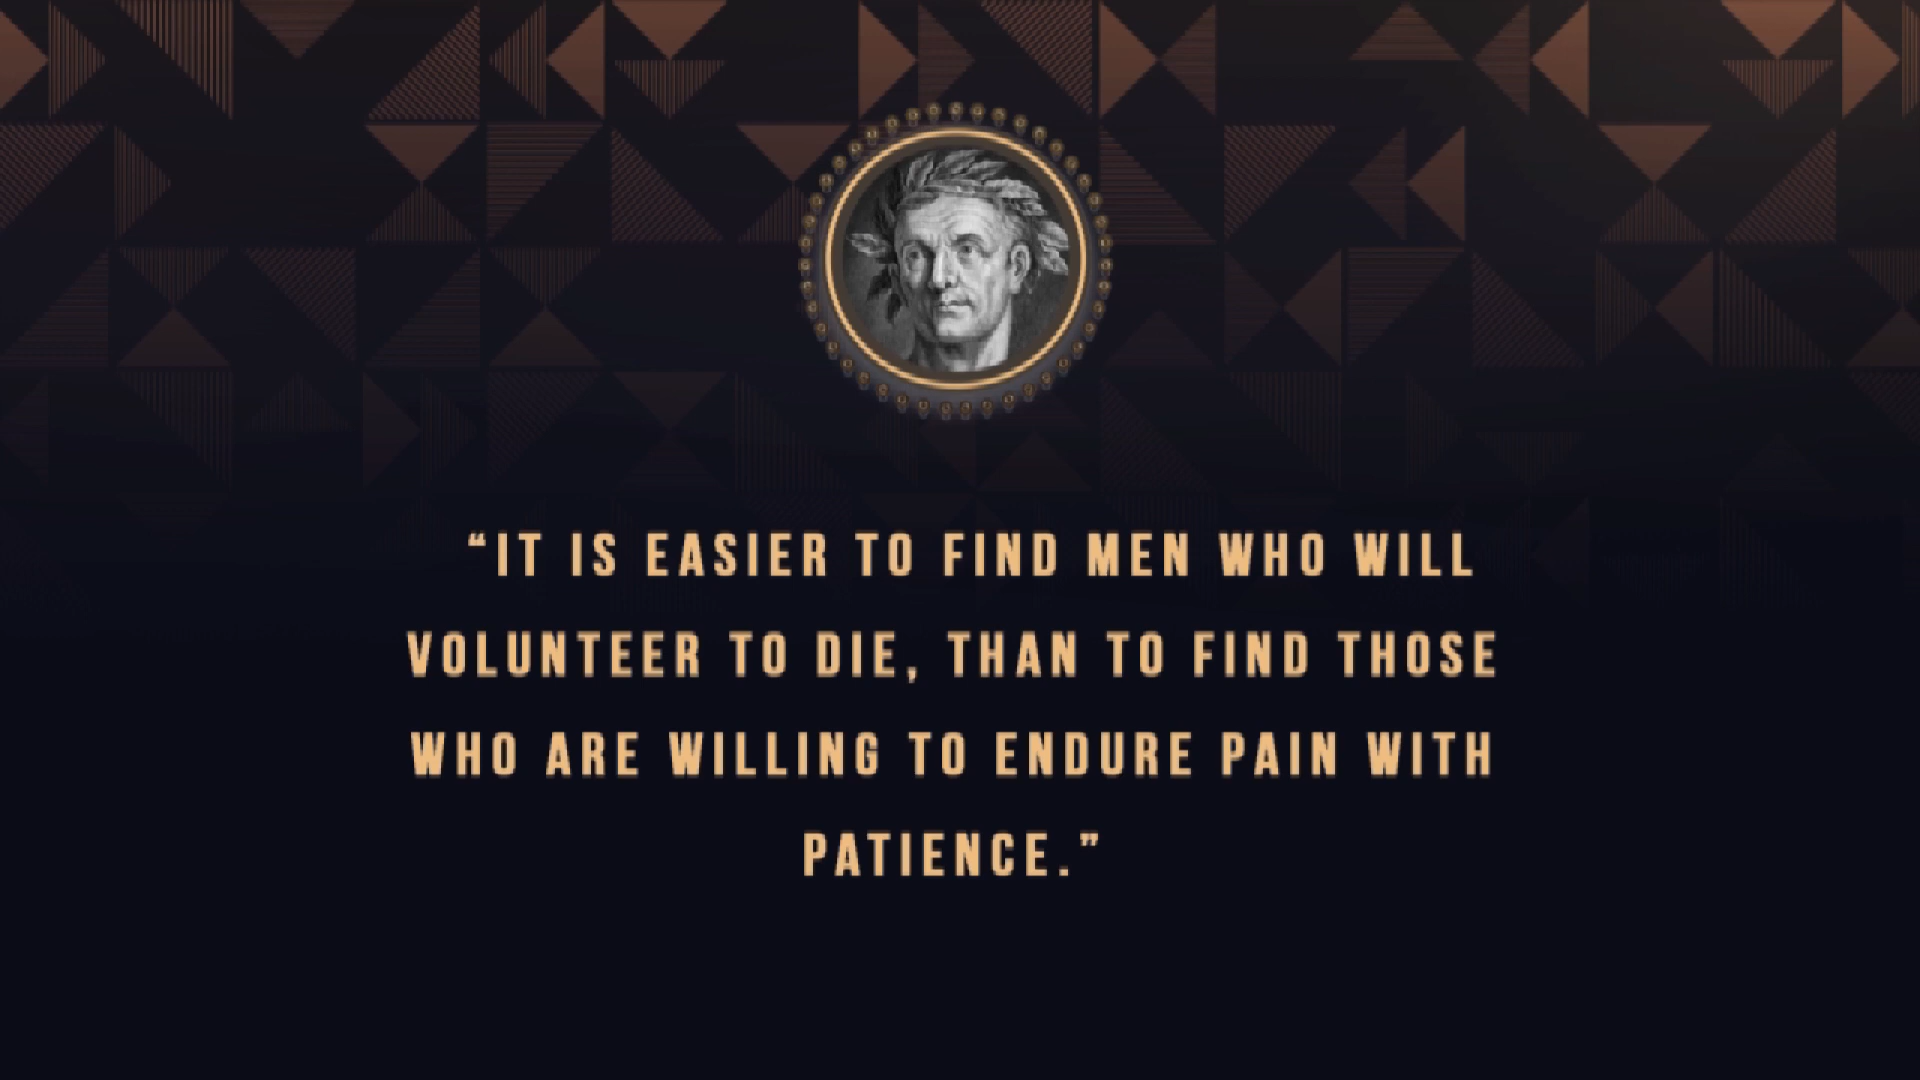 “IT IS EASIER TO FIND MEN WHO WILL
VOLUNTEER TO DIE, THAN TO FIND THOSE
WHO ARE WILLING TO ENDURE PAIN WITH
PATIENCE.”